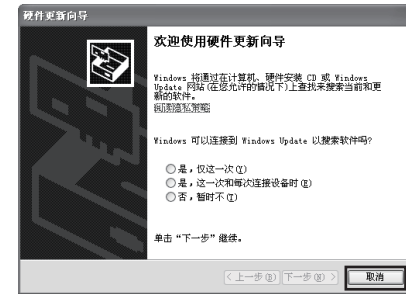 硬件更新向导
欢迎使用硬件更新向导
Windows 将通过在计算机、硬件安装 CD 或 Windows
Update 网站(在您允许的情况下)上查找来搜索当前和更
新的软件。
阅读隐私策略
Windows 可以连接到 Windows Update 以搜索软件吗?
是，仅这一次(Y)
是，这一次和每次连接设备时(E)
否，暂时不(T)
单击“下一步”继续。
<上一步(B) 下一步(N)> 取消